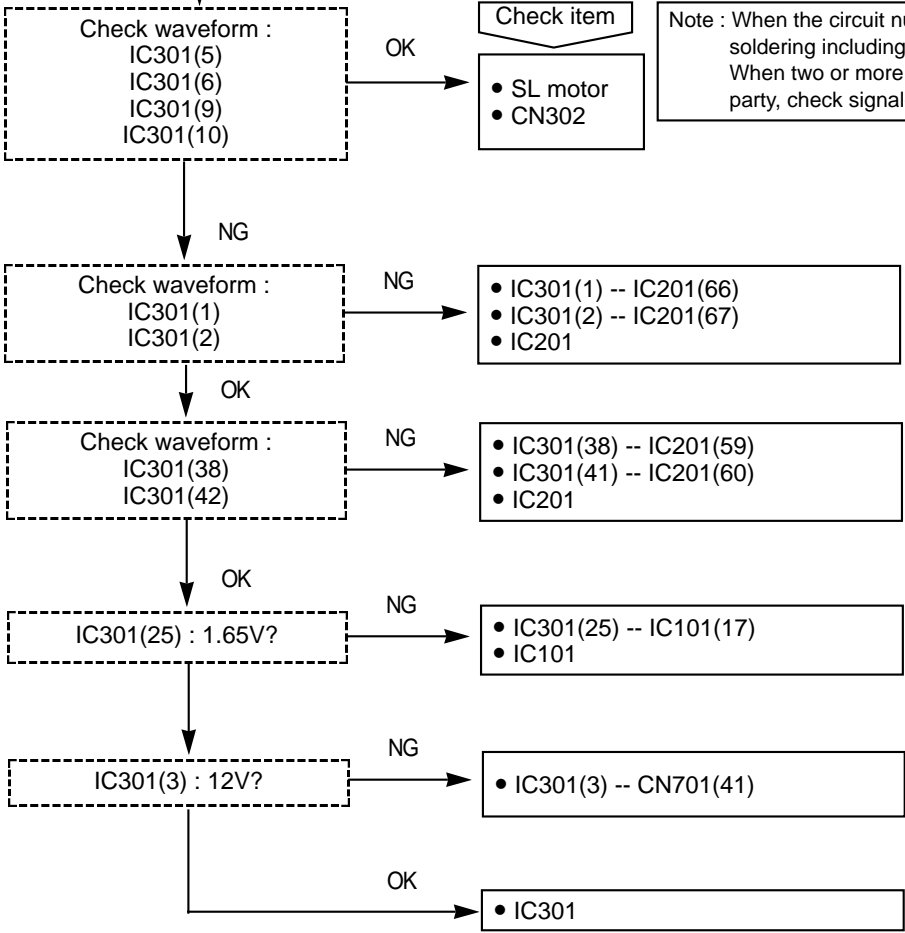 Check waveform :
IC301(5)
IC301(6)
IC301(9)
IC301(10)
OK
Check item
• SL motor
• CN302
Note : When the circuit
soldering including
When two or more
party, check signal
NG
Check waveform :
IC301(1)
IC301(2)
NG
• IC301(1) -- IC201(66)
• IC301(2) -- IC201(67)
• IC201
OK
Check waveform :
IC301(38)
IC301(42)
NG
• IC301(38) -- IC201(59)
• IC301(41) -- IC201(60)
• IC201
OK
IC301(25) : 1.65V?
NG
• IC301(25) -- IC101(17)
• IC101
IC301(3) : 12V?
NG
• IC301(3) -- CN701(41)
OK
• IC301